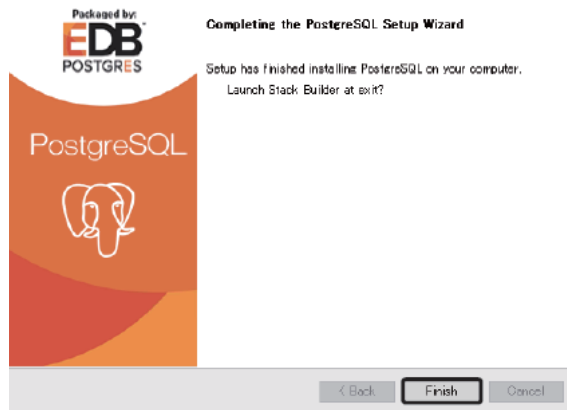 Packaged by:
EDB
POSTGRES
PostgreSQL
Completing the PostgreSQL Setup Wizard
Setup has finished installing PostgreSQL on your computer.
Launch Stack Builder at exit?
< Back
Finish
Cancel